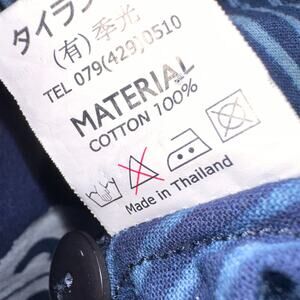 タイラン
(有)季光
TEL 079(429)0510
MATERIAL
COTTON 100%
Made in Thailand